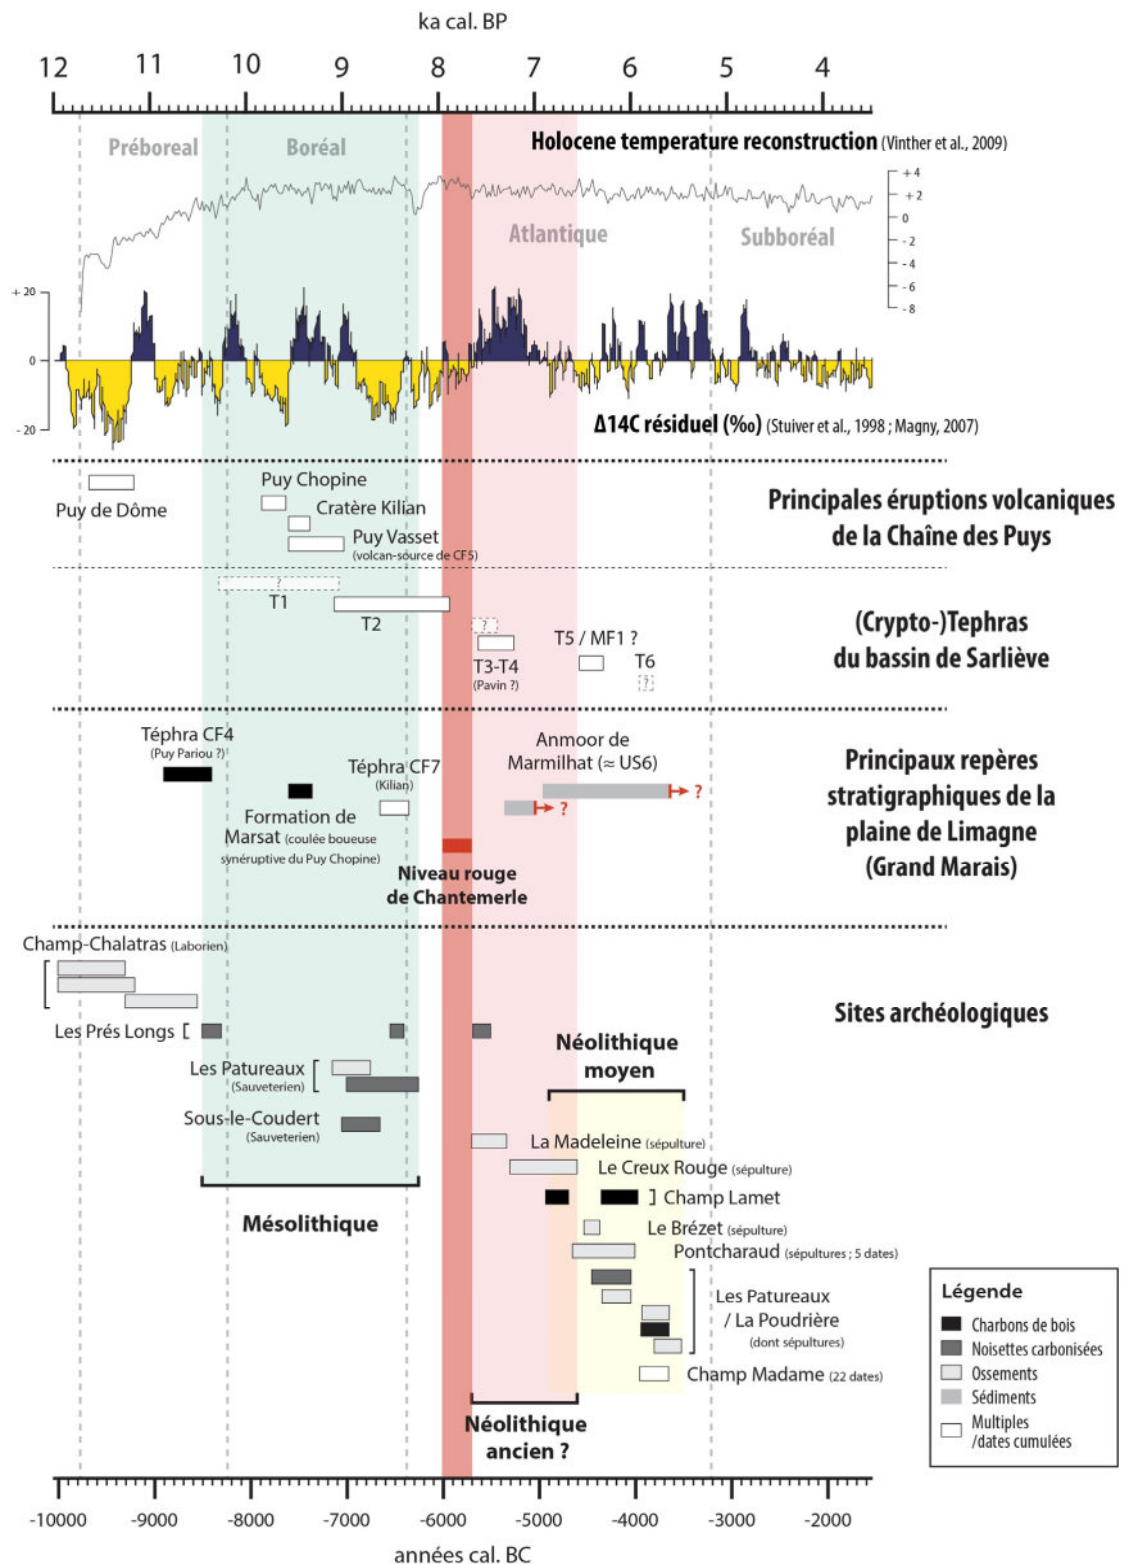 ka cal. BP
12 11 10 9 8 7 6 5 4
Holocene temperature reconstruction (Vinther et al., 2009)
Préboreal
Boréal
Atlantique
Subboréal
+ 4
+ 2
0
- 2
- 4
- 6
- 8
+ 20
0
- 20
Δ14C résiduel (‰) (Stuiver et al., 1998 ; Magny, 2007)
Puy de Dôme
Puy Chopine
Cratère Kilian
Puy Vasset
(volcan-source de CF5)
Principales éruptions volcaniques
de la Chaîne des Puys
?
T1
T2
?
T3-T4
(Pavin ?)
T5 / MF1 ?
T6
?
(Crypto-)Tephras
du bassin de Sarliève
Téphra CF4
(Puy Pariou ?)
Formation de
Marsat (coulée boueuse
synéruptive du Puy Chopine)
Téphra CF7
(Kilian)
Anmoor de
Marmilhat (≈ US6)
?
?
Niveau rouge
de Chantemerle
Principaux repères
stratigraphiques de la
plaine de Limagne
(Grand Marais)
Champ-Chalatras (Laborien)
Les Prés Longs
Les Patureaux
(Sauveterien)
Sous-le-Coudert
(Sauveterien)
Mésolithique
Sites archéologiques
Néolithique
moyen
La Madeleine (sépulture)
Le Creux Rouge (sépulture)
Champ Lamet
Le Brézet (sépulture)
Pontcharaud (sépultures ; 5 dates)
Les Patureaux
/ La Poudrière
(dont sépultures)
Champ Madame (22 dates)
Néolithique
ancien ?
Légende
Charbons de bois
Noisettes carbonisées
Ossements
Sédiments
Multiples
/dates cumulées
-10000 -9000 -8000 -7000 -6000 -5000 -4000 -3000 -2000
années cal. BC